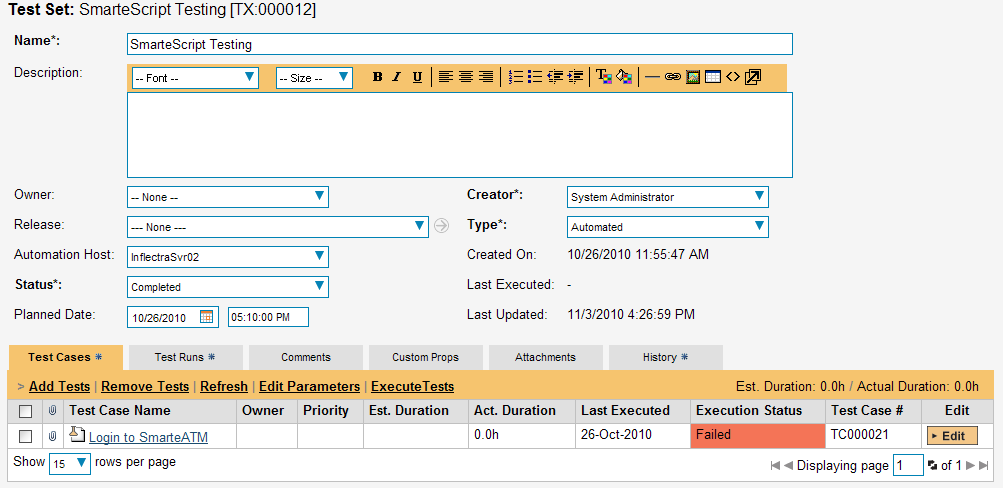 Test Set: SmarteScript Testing [TX:000012]
Name*: SmarteScript Testing
Description: -- Font -- -- Size -- B I U
Owner: -- None -- Creator*: System Administrator
Release: --- None --- Type*: Automated
Automation Host: InflectraSvr02 Created On: 10/26/2010 11:55:47 AM
Status*: Completed Last Executed: -
Planned Date: 10/26/2010 05:10:00 PM Last Updated: 11/3/2010 4:26:59 PM
Test Cases * Test Runs * Comments Custom Props Attachments History *
> Add Tests | Remove Tests | Refresh | Edit Parameters | ExecuteTests Est. Duration: 0.0h / Actual Duration: 0.0h
Test Case Name Owner Priority Est. Duration Act. Duration Last Executed Execution Status Test Case # Edit
Login to SmarteATM 0.0h 26-Oct-2010 Failed TC000021 Edit
Show 15 rows per page Displaying page 1 of 1